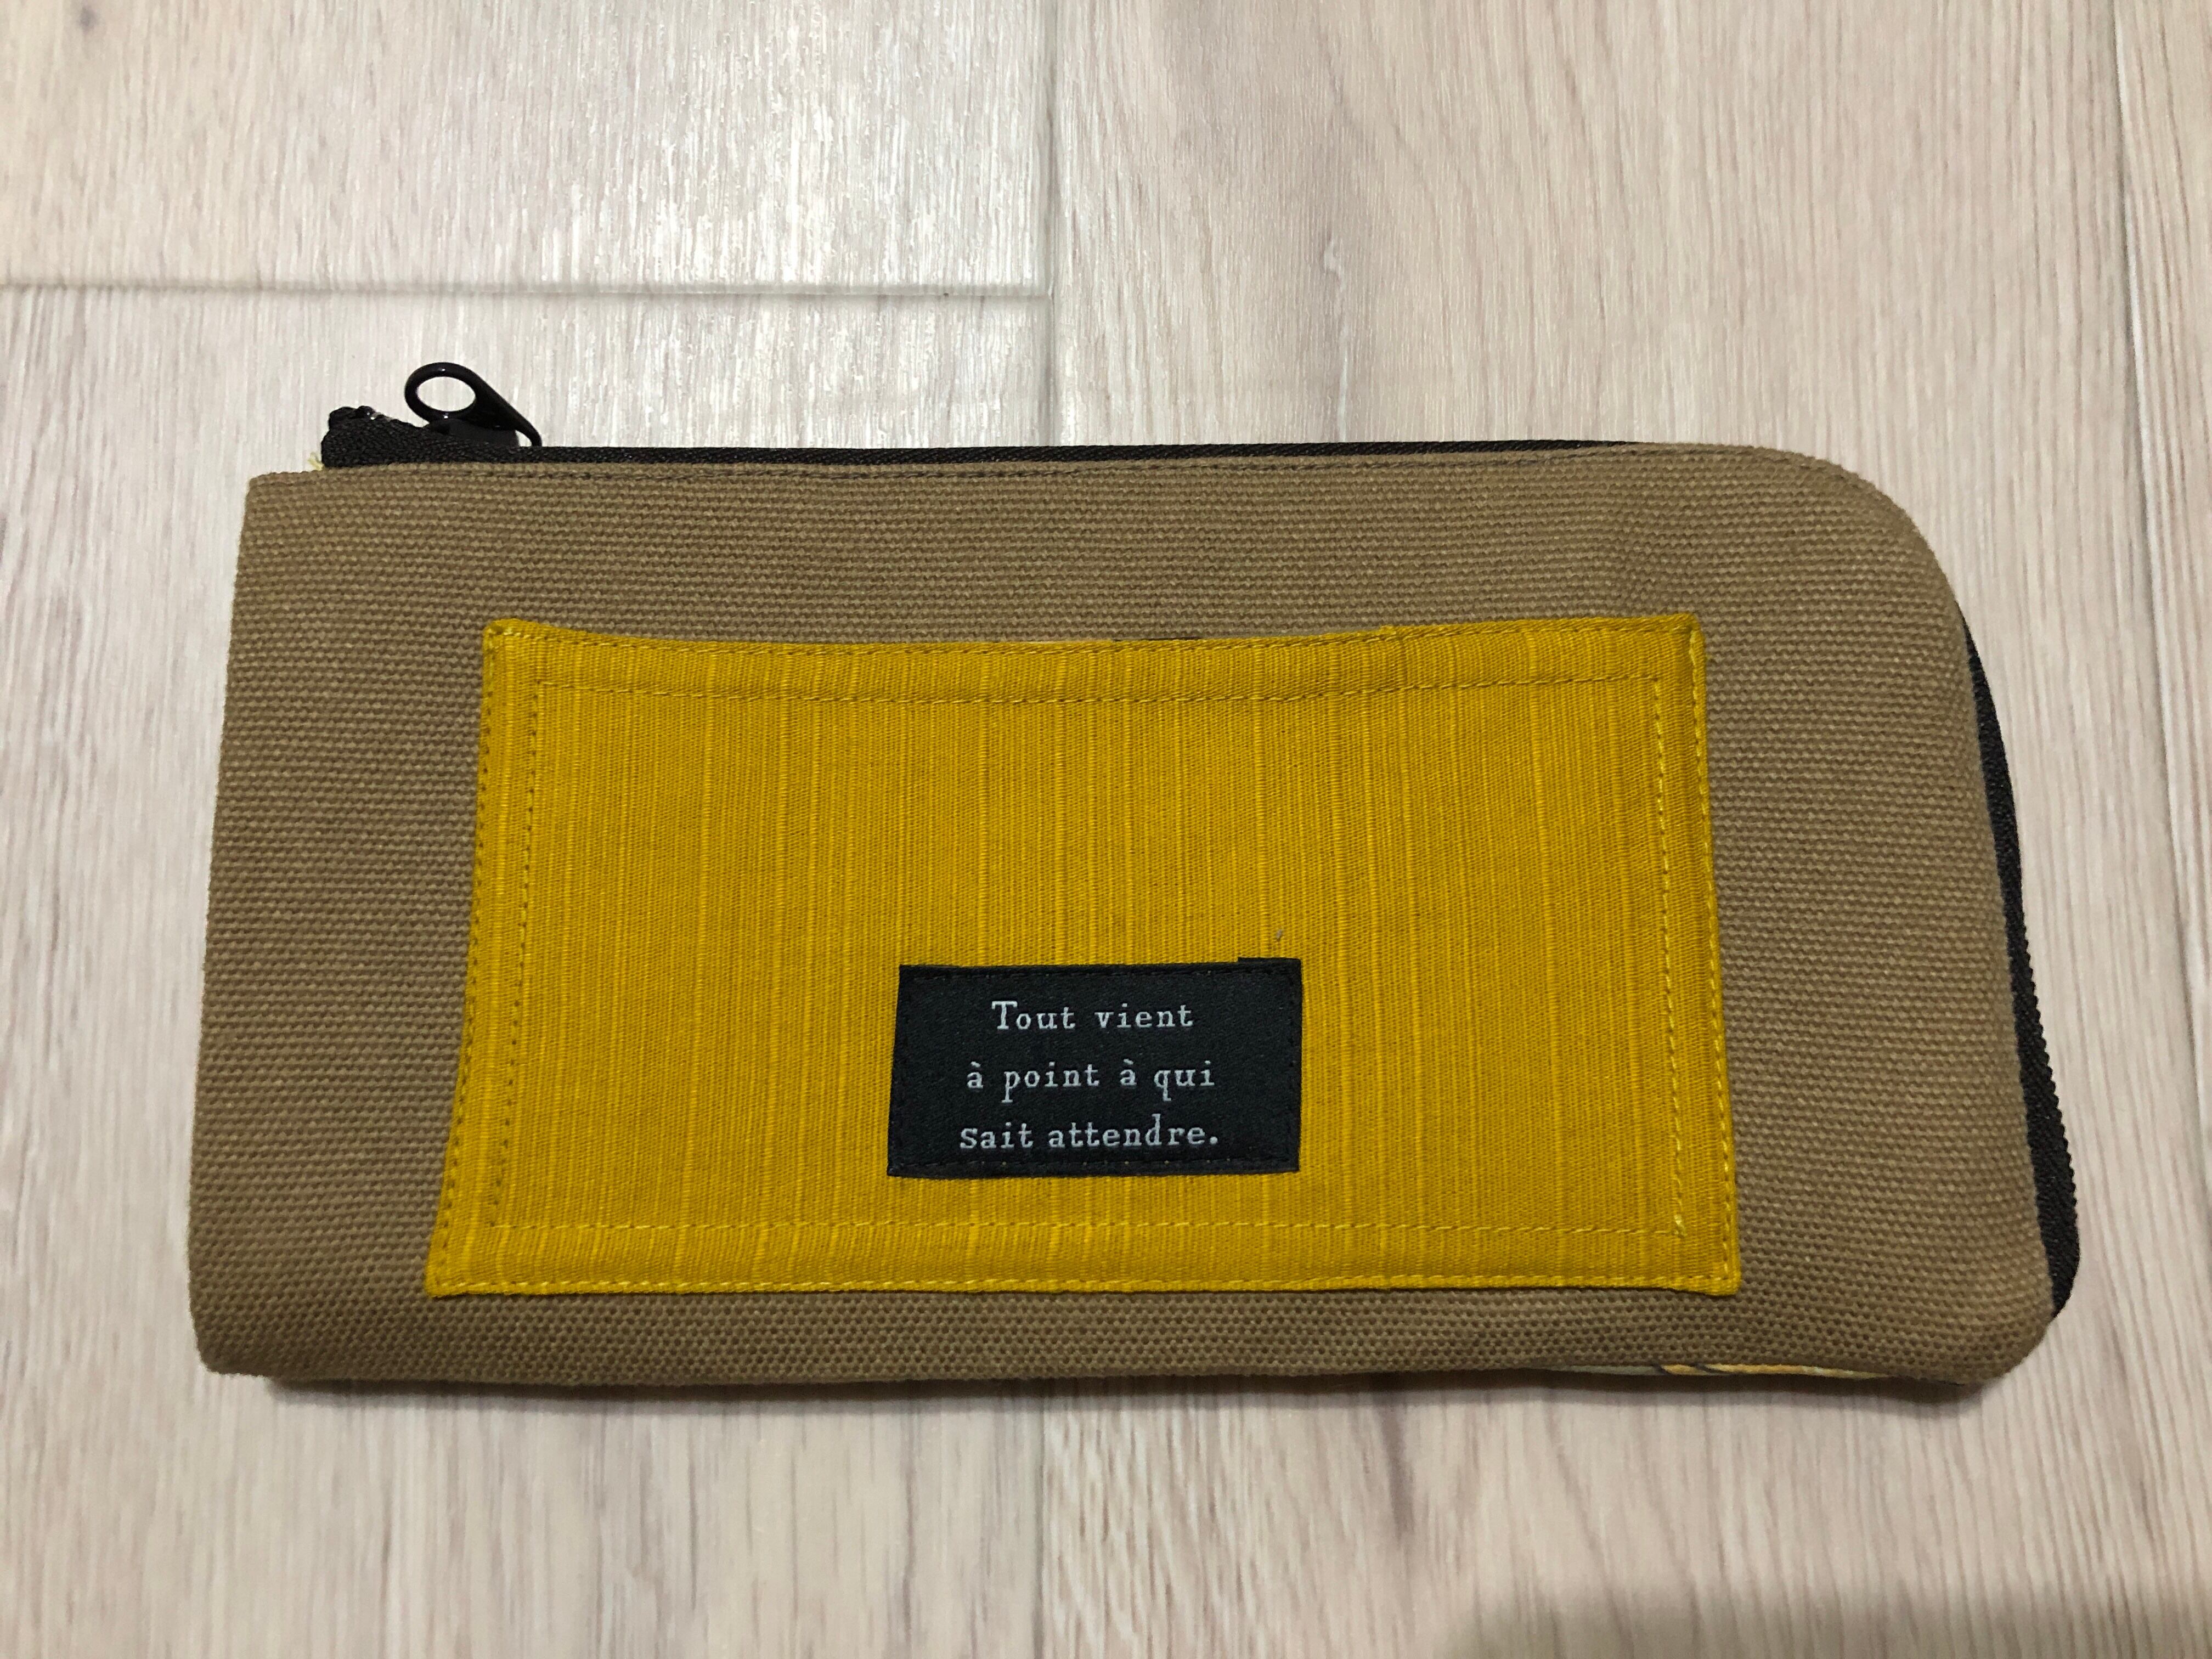 Tout vient
à point à qui
sait attendre.